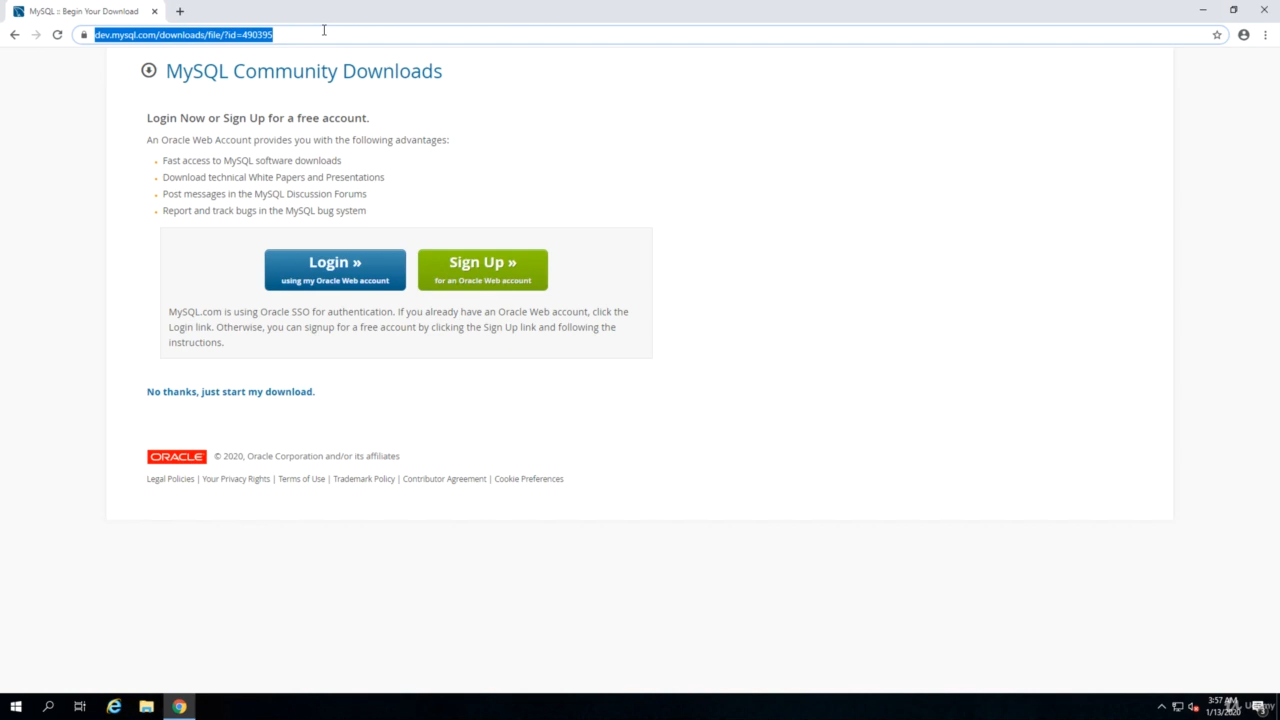 MySQL :: Begin Your Download
dev.mysql.com/downloads/file/?id=490395
MySQL Community Downloads
Login Now or Sign Up for a free account.
An Oracle Web Account provides you with the following advantages:
Fast access to MySQL software downloads
Download technical White Papers and Presentations
Post messages in the MySQL Discussion Forums
Report and track bugs in the MySQL bug system
Login » Sign Up »
using my Oracle Web account for an Oracle Web account
MySQL.com is using Oracle SSO for authentication. If you already have an Oracle Web account, click the
Login link. Otherwise, you can signup for a free account by clicking the Sign Up link and following the
instructions.
No thanks, just start my download.
ORACLE © 2020, Oracle Corporation and/or its affiliates
Legal Policies | Your Privacy Rights | Terms of Use | Trademark Policy | Contributor Agreement | Cookie Preferences
3:57 AM
1/13/2020
Udemy